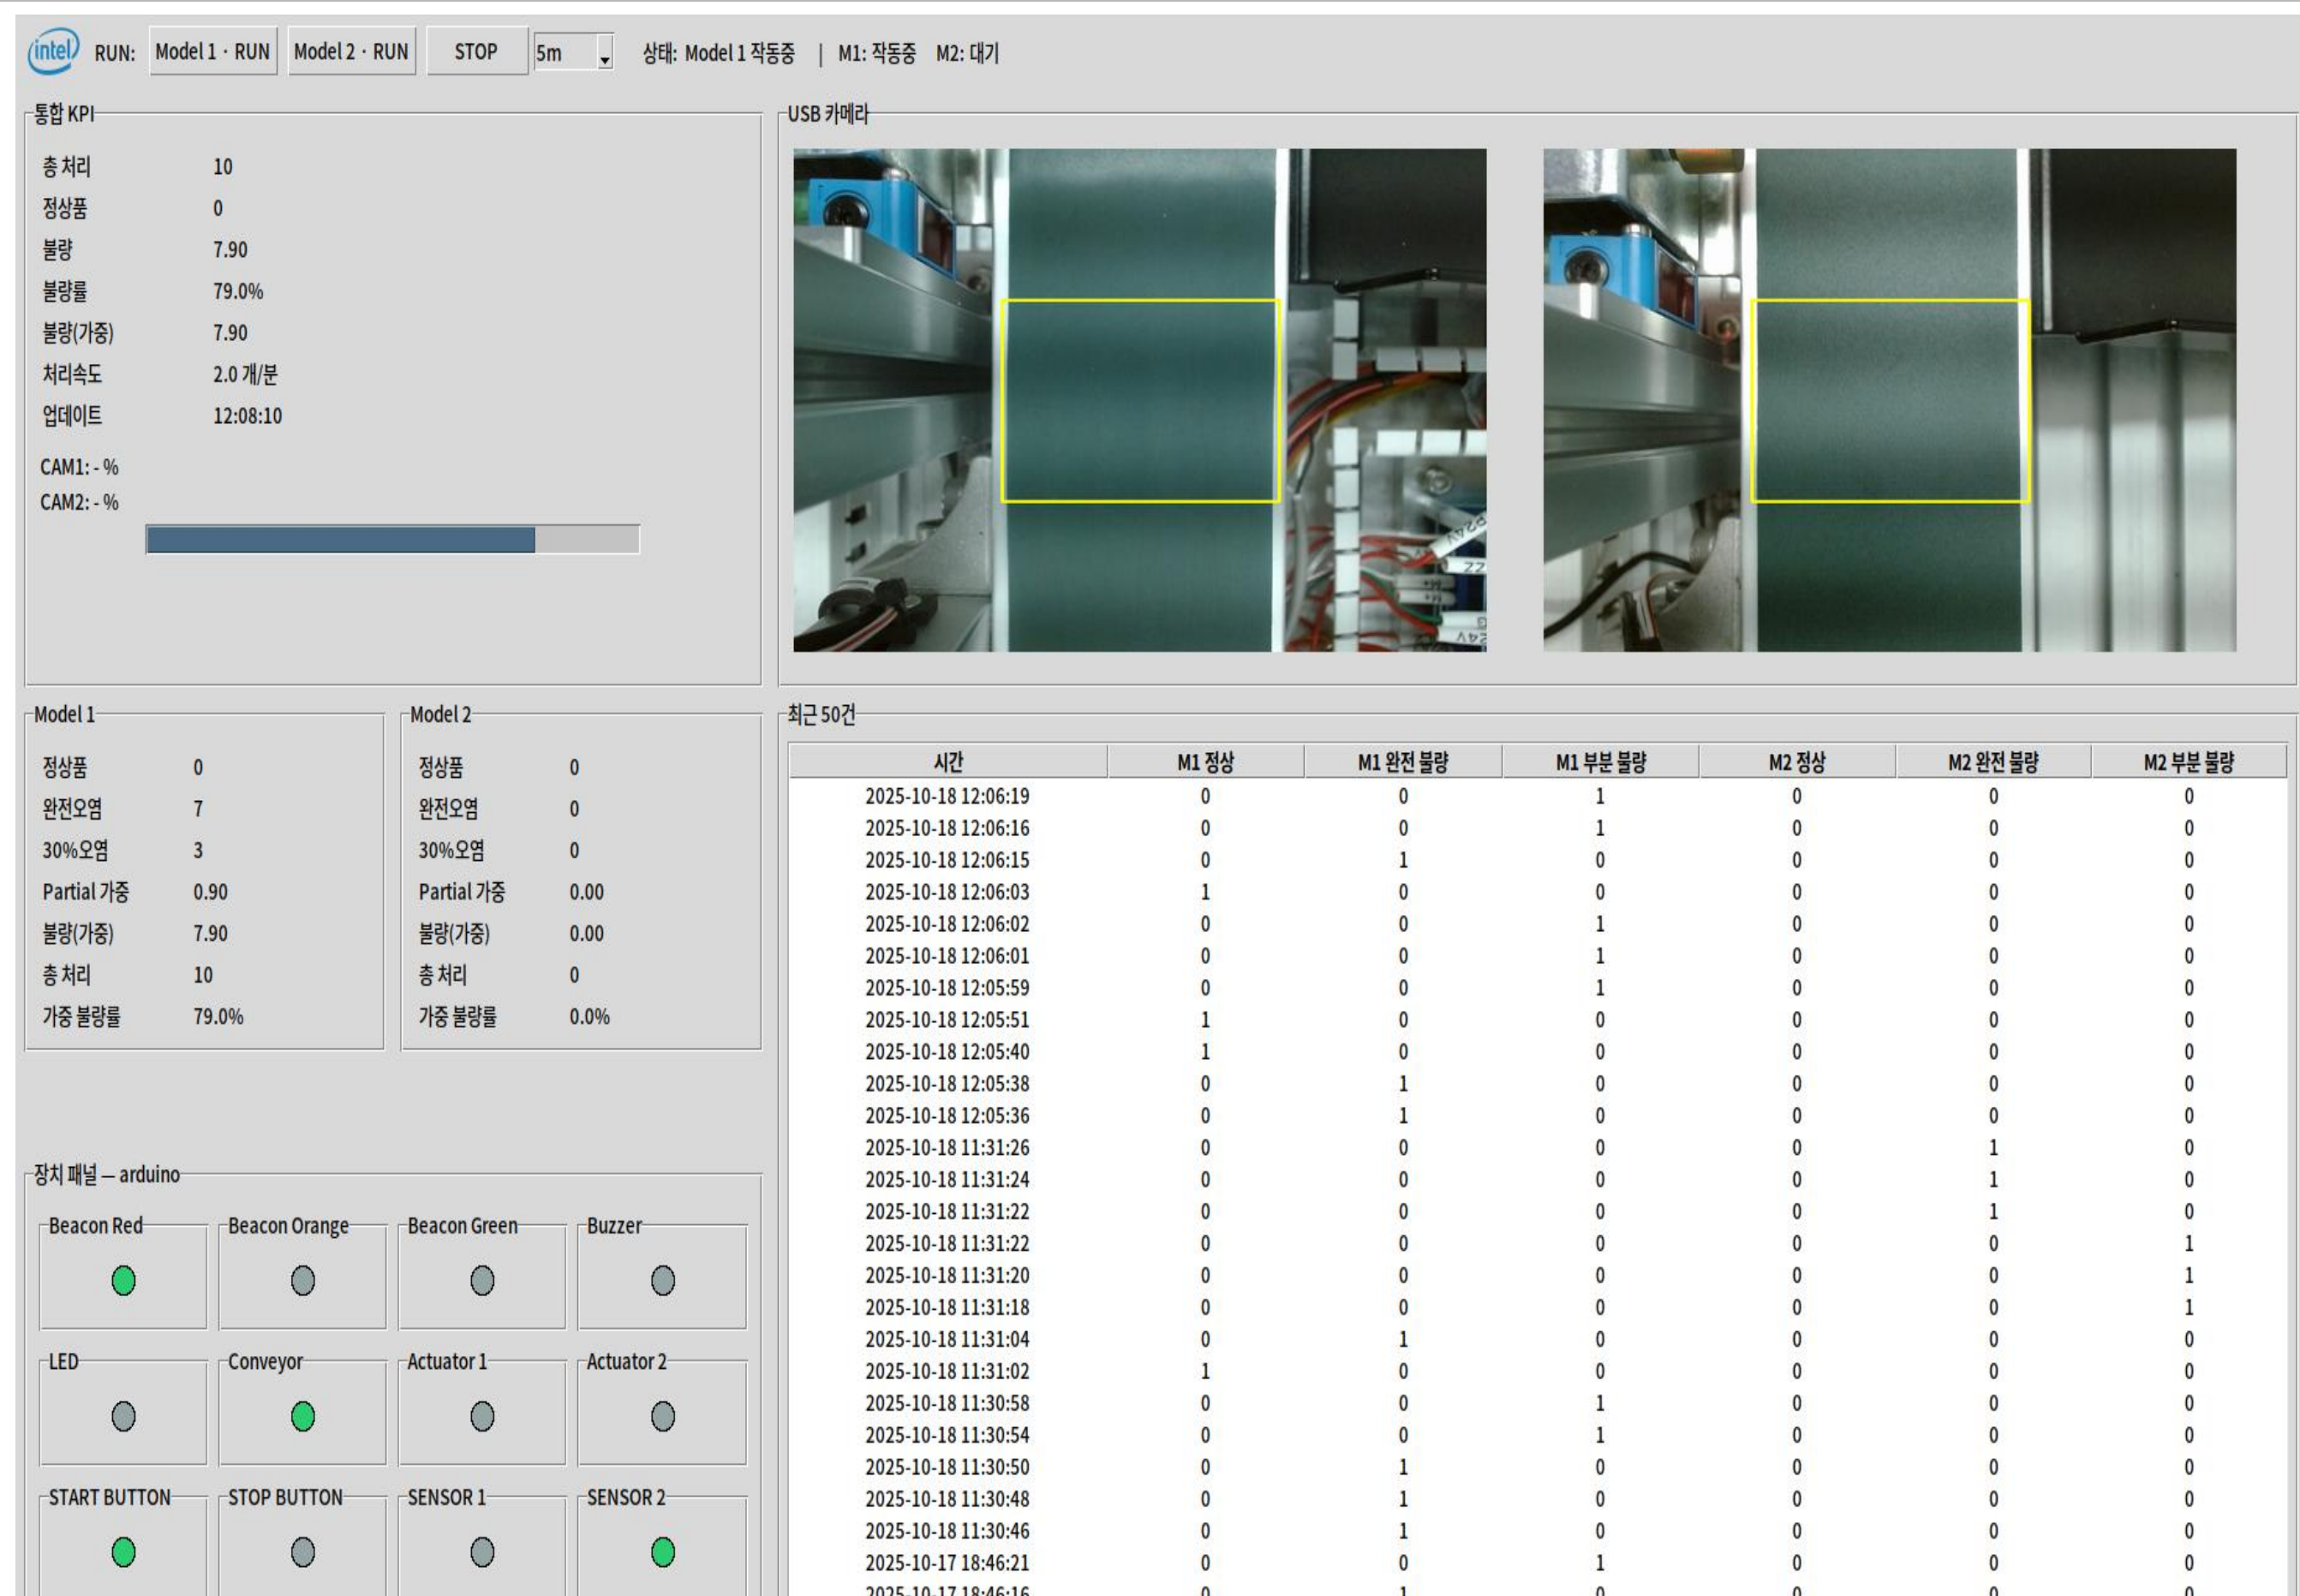 intel RUN: Model 1 · RUN Model 2 · RUN STOP 5m 상태: Model 1 작동중 | M1: 작동중 M2: 대기
통합 KPI
총 처리 10
정상품 0
불량 7.90
불량률 79.0%
불량(가중) 7.90
처리속도 2.0 개/분
업데이트 12:08:10
CAM1: - %
CAM2: - %
USB 카메라
P24V
ZZ
M+
G
24V
Model 1
정상품 0
완전오염 7
30%오염 3
Partial 가중 0.90
불량(가중) 7.90
총 처리 10
가중 불량률 79.0%
Model 2
정상품 0
완전오염 0
30%오염 0
Partial 가중 0.00
불량(가중) 0.00
총 처리 0
가중 불량률 0.0%
장치 패널 — arduino
Beacon Red Beacon Orange Beacon Green Buzzer
LED Conveyor Actuator 1 Actuator 2
START BUTTON STOP BUTTON SENSOR 1 SENSOR 2
최근 50건
시간 M1 정상 M1 완전 불량 M1 부분 불량 M2 정상 M2 완전 불량 M2 부분 불량
2025-10-18 12:06:19 0 0 1 0 0 0
2025-10-18 12:06:16 0 0 1 0 0 0
2025-10-18 12:06:15 0 1 0 0 0 0
2025-10-18 12:06:03 1 0 0 0 0 0
2025-10-18 12:06:02 0 0 1 0 0 0
2025-10-18 12:06:01 0 0 1 0 0 0
2025-10-18 12:05:59 0 0 1 0 0 0
2025-10-18 12:05:51 1 0 0 0 0 0
2025-10-18 12:05:40 1 0 0 0 0 0
2025-10-18 12:05:38 0 1 0 0 0 0
2025-10-18 12:05:36 0 1 0 0 0 0
2025-10-18 11:31:26 0 0 0 0 1 0
2025-10-18 11:31:24 0 0 0 0 1 0
2025-10-18 11:31:22 0 0 0 0 1 0
2025-10-18 11:31:22 0 0 0 0 0 1
2025-10-18 11:31:20 0 0 0 0 0 1
2025-10-18 11:31:18 0 0 0 0 0 1
2025-10-18 11:31:04 0 1 0 0 0 0
2025-10-18 11:31:02 1 0 0 0 0 0
2025-10-18 11:30:58 0 0 1 0 0 0
2025-10-18 11:30:54 0 0 1 0 0 0
2025-10-18 11:30:50 0 1 0 0 0 0
2025-10-18 11:30:48 0 1 0 0 0 0
2025-10-18 11:30:46 0 1 0 0 0 0
2025-10-17 18:46:21 0 0 1 0 0 0
2025-10-17 18:46:16 0 1 0 0 0 0